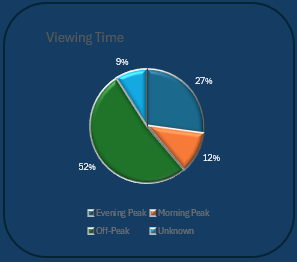 Viewing Time
9%
27%
12%
52%
Evening Peak Morning Peak
Off-Peak Unknown